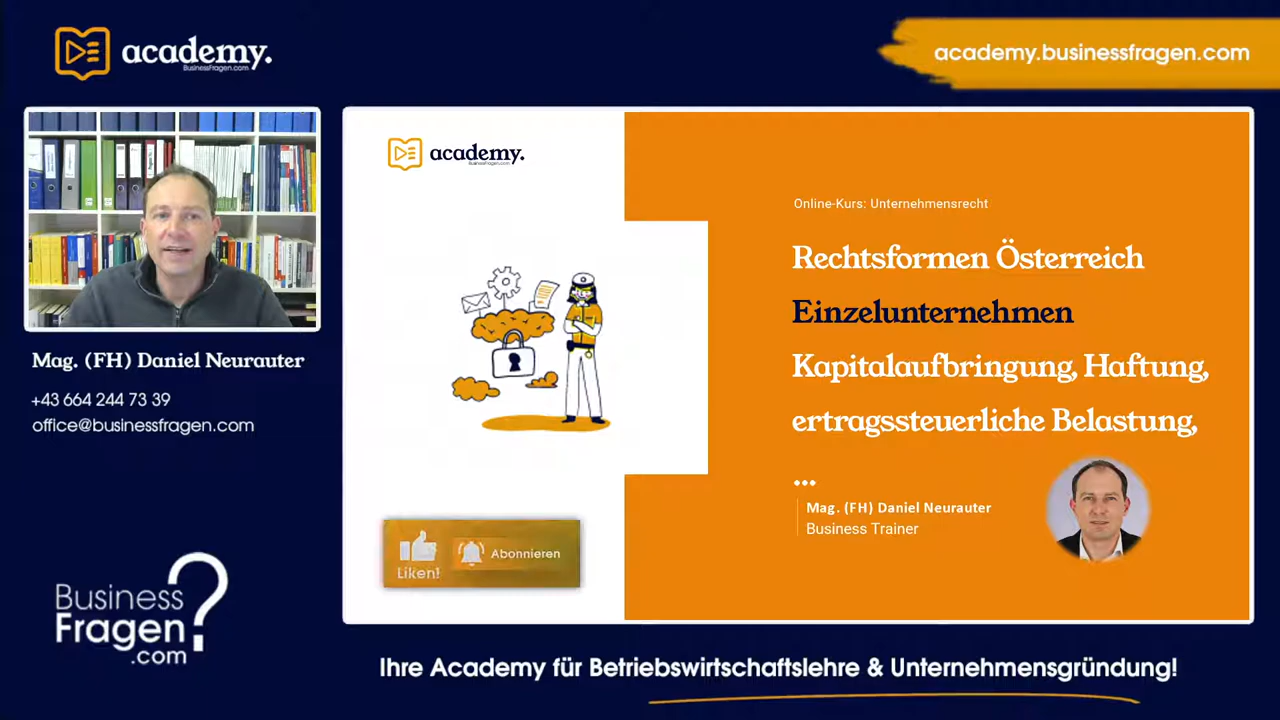 academy.
BusinessFragen.com
academy.businessfragen.com
Mag. (FH) Daniel Neurauter
+43 664 244 73 39
office@businessfragen.com
Business
Fragen
.com
?
academy.
BusinessFragen.com
Online-Kurs: Unternehmensrecht
Rechtsformen Österreich
Einzelunternehmen
Kapitalaufbringung, Haftung,
ertragssteuerliche Belastung,
...
Mag. (FH) Daniel Neurauter
Business Trainer
Liken!
Abonnieren
Ihre Academy für Betriebswirtschaftslehre & Unternehmensgründung!